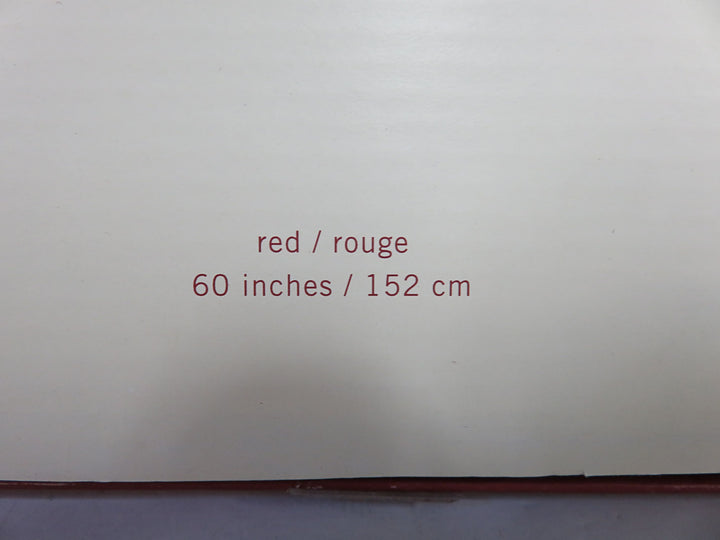 red / rouge
60 inches / 152 cm